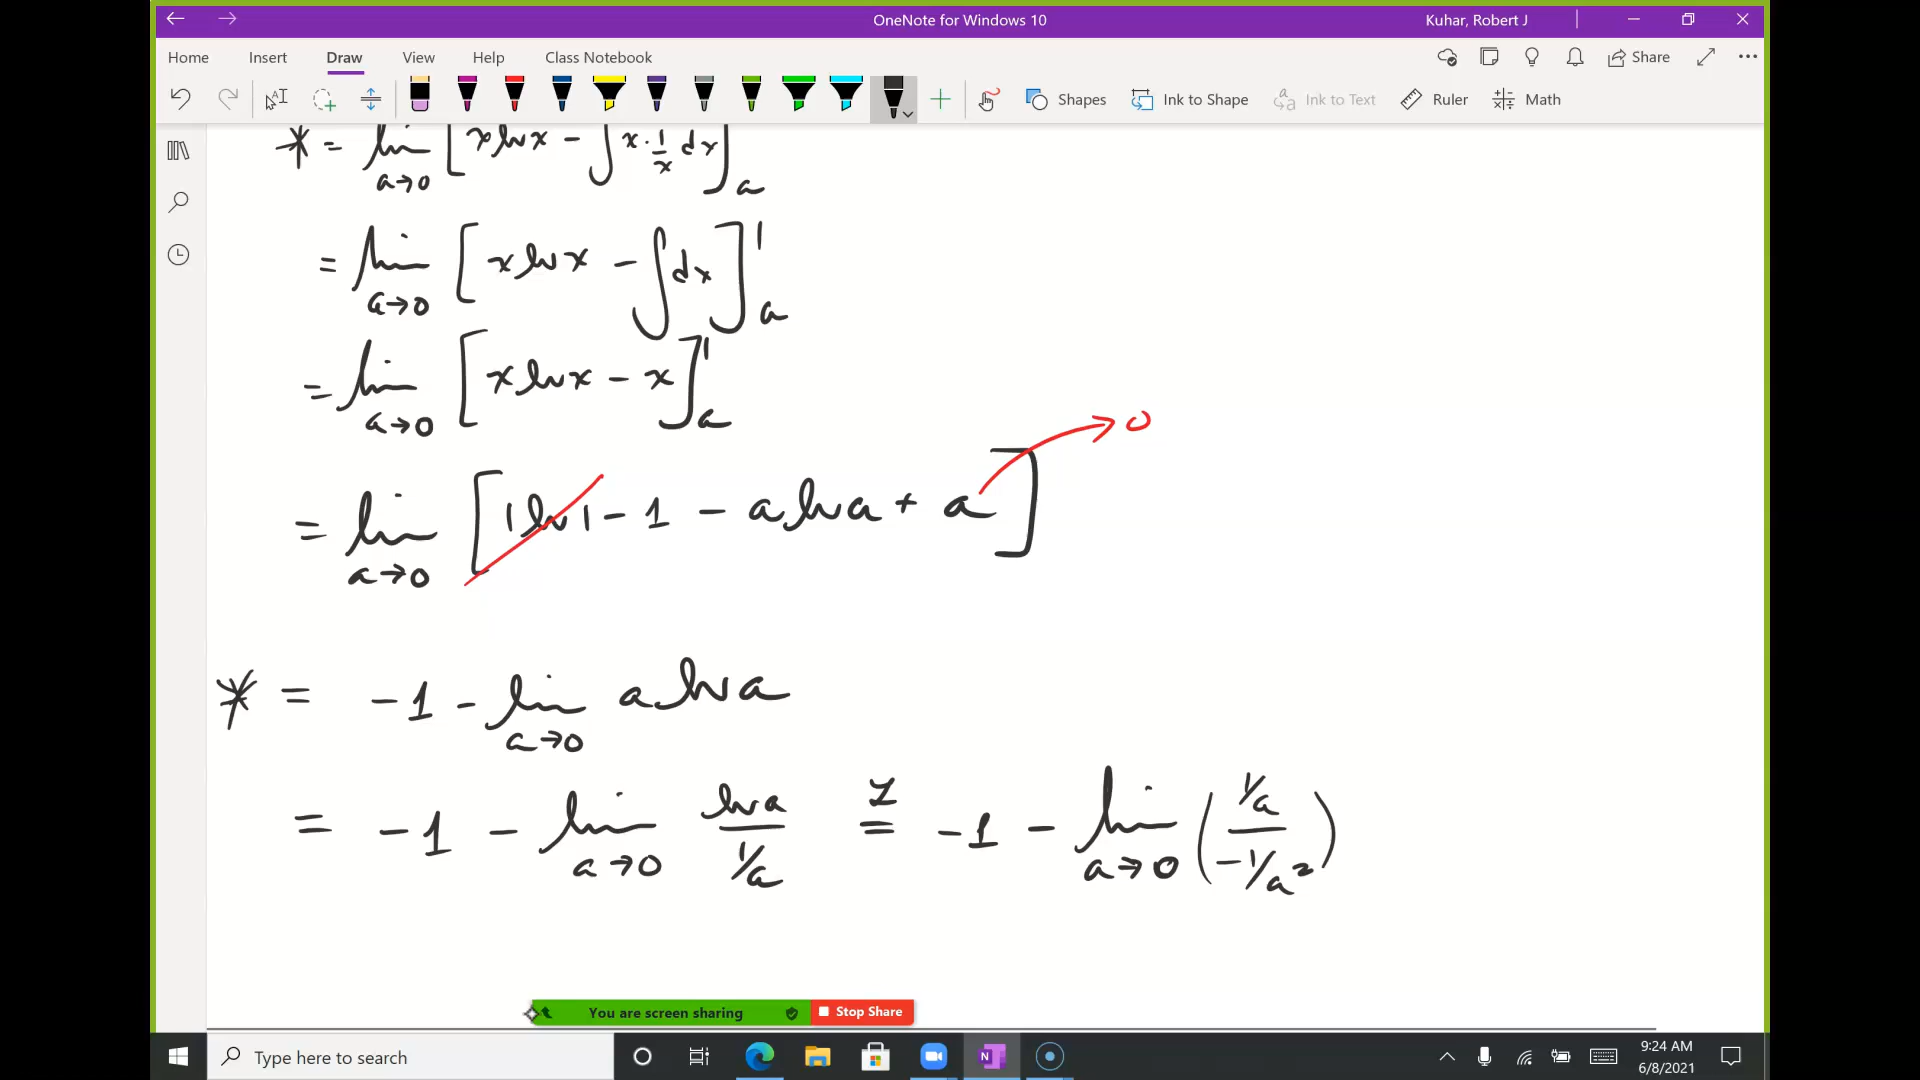 OneNote for Windows 10
Kuhar, Robert J
Home Insert Draw View Help Class Notebook
Share
Shapes Ink to Shape Ink to Text Ruler Math
* = lim a→0 [x ln x - ∫ x · 1/x dx] a
= lim a→0 [x ln x - ∫ dx] 1 a
= lim a→0 [x ln x - x] 1 a
= lim a→0 [1 ln 1 - 1 - a ln a + a] → 0
* = -1 - lim a→0 a ln a
= -1 - lim a→0 ln a / (1/a) = -1 - lim a→0 ((1/a) / (-1/a²))
You are screen sharing Stop Share
Type here to search
9:24 AM
6/8/2021